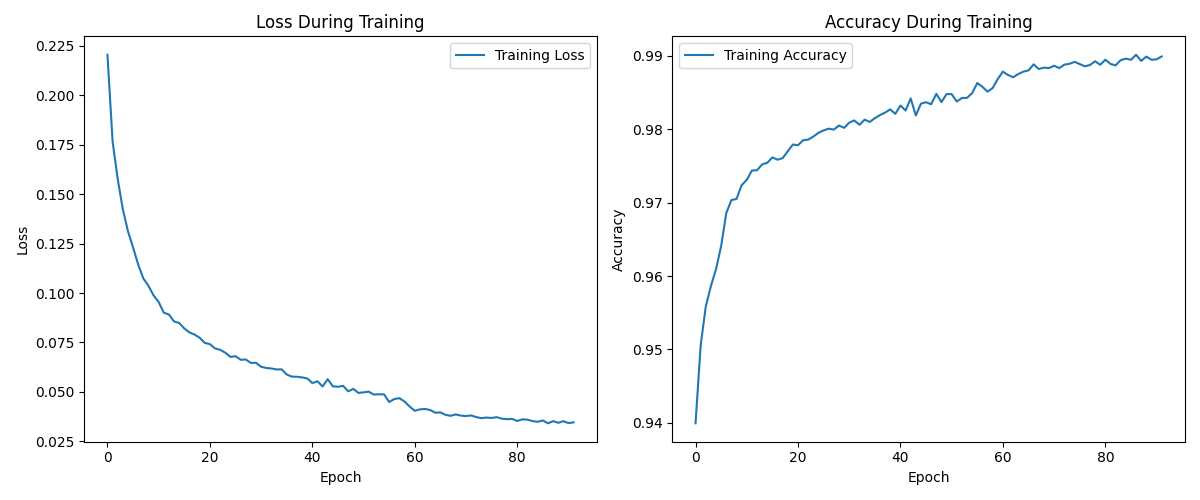 Loss During Training
0.225
0.200
0.175
0.150
0.125
0.100
0.075
0.050
0.025
Loss
0 20 40 60 80
Epoch
Training Loss
Accuracy During Training
0.99
0.98
0.97
0.96
0.95
0.94
Accuracy
0 20 40 60 80
Epoch
Training Accuracy